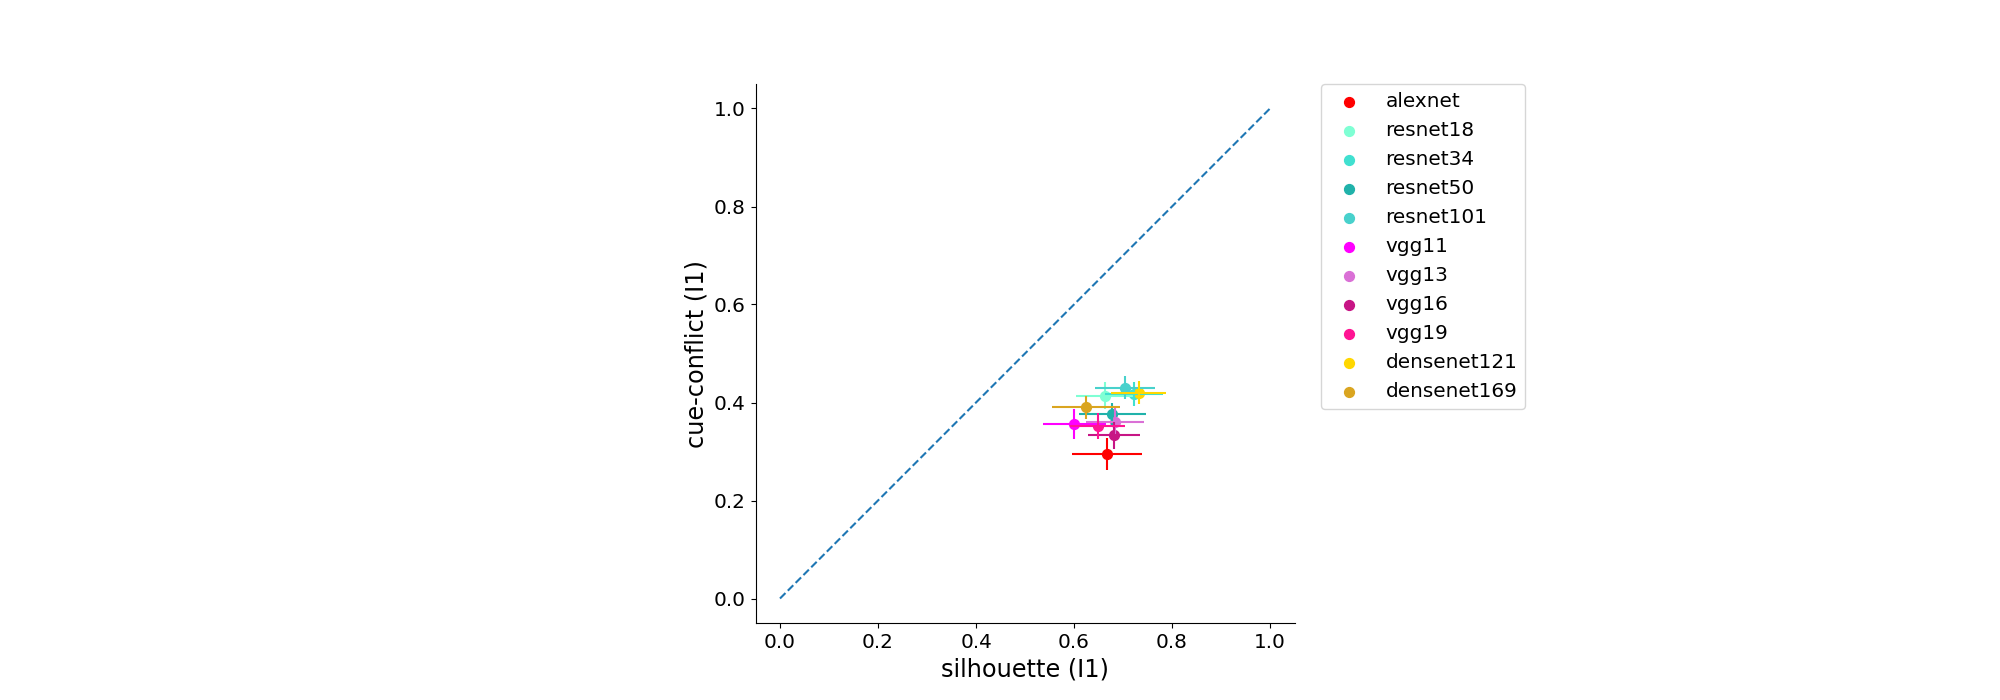 1.0
0.8
0.6
0.4
0.2
0.0
cue-conflict (I1)
0.0 0.2 0.4 0.6 0.8 1.0
silhouette (I1)
alexnet
resnet18
resnet34
resnet50
resnet101
vgg11
vgg13
vgg16
vgg19
densenet121
densenet169